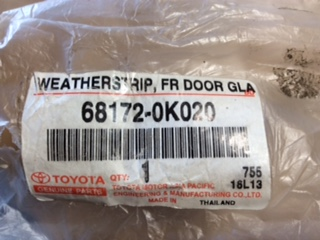 WEATHERSTRIP, FR DOOR GLA
68172-0K020
TOYOTA
GENUINE PARTS
QTY: 1
756
16L13
TOYOTA MOTOR ASIA PACIFIC
ENGINEERING & MANUFACTURING CO.,LTD.
MADE IN THAILAND